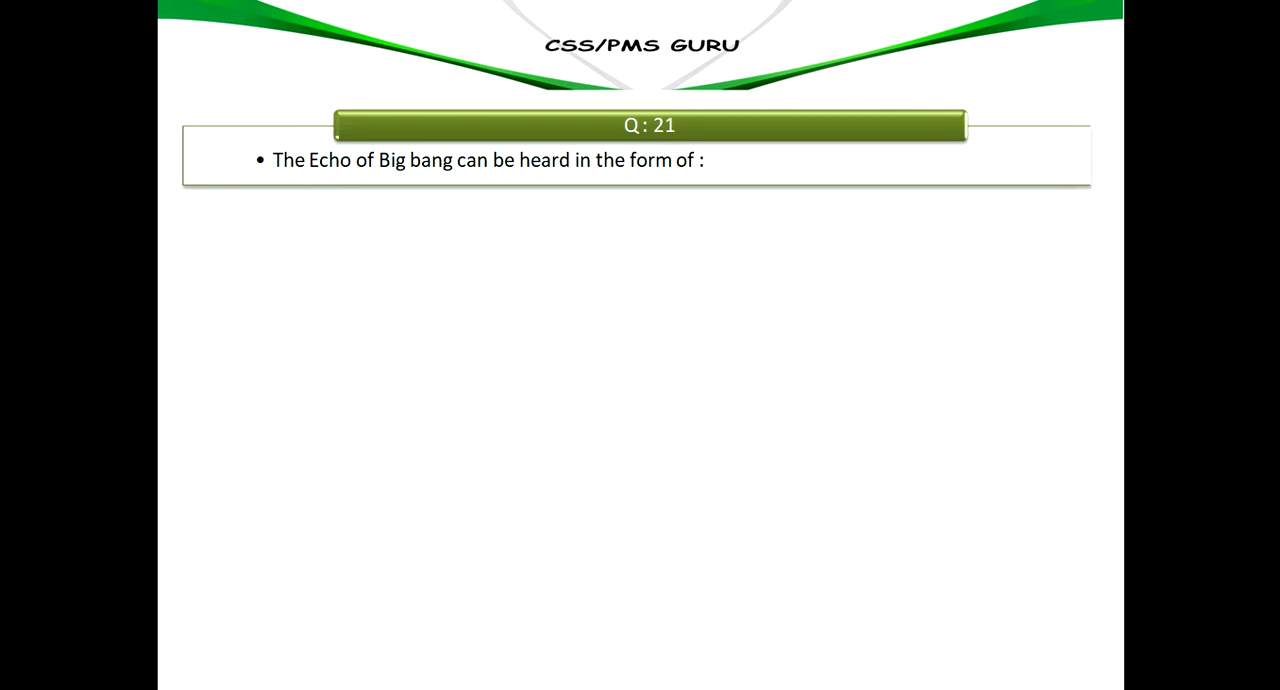 CSS/PMS GURU
Q : 21
• The Echo of Big bang can be heard in the form of :